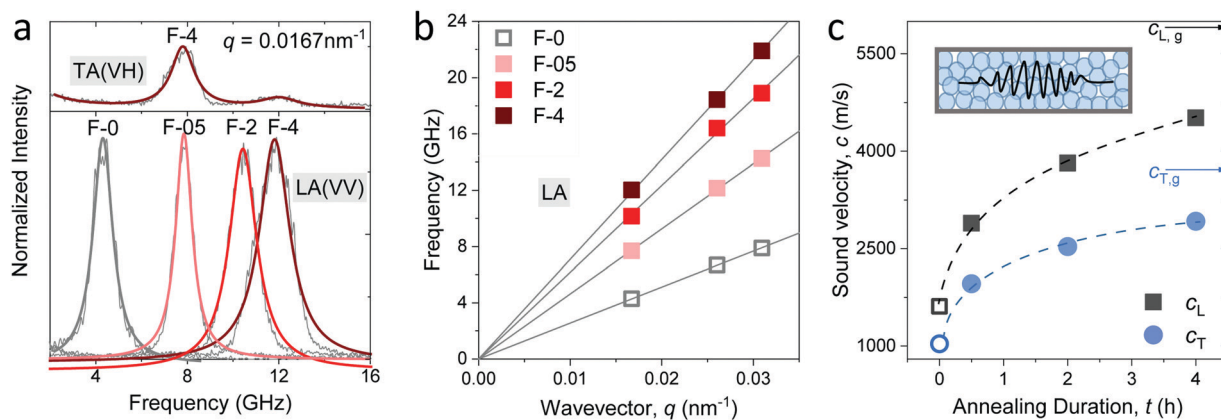 a
F-4
q = 0.0167nm⁻¹
TA(VH)
F-0
F-05
F-2
F-4
LA(VV)
Normalized Intensity
4
8
12
16
Frequency (GHz)
b
24
20
16
12
8
4
0
F-0
F-05
F-2
F-4
LA
Frequency (GHz)
0.00
0.01
0.02
0.03
Wavevector, q (nm⁻¹)
c
5500
4000
2500
1000
Sound velocity, c (m/s)
c_L, g
c_T,g
c_L
c_T
0
1
2
3
4
Annealing Duration, t (h)